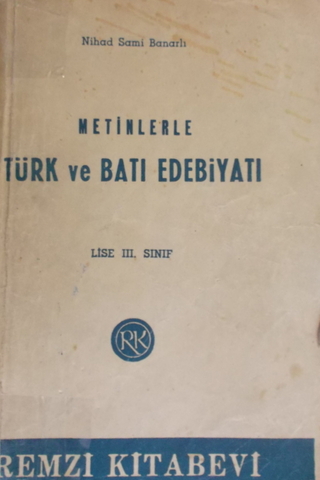 Nihad Sami Banarlı
METİNLERLE
TÜRK ve BATI EDEBİYATI
LİSE III. SINIF
RK
REMZİ KİTABEVİ